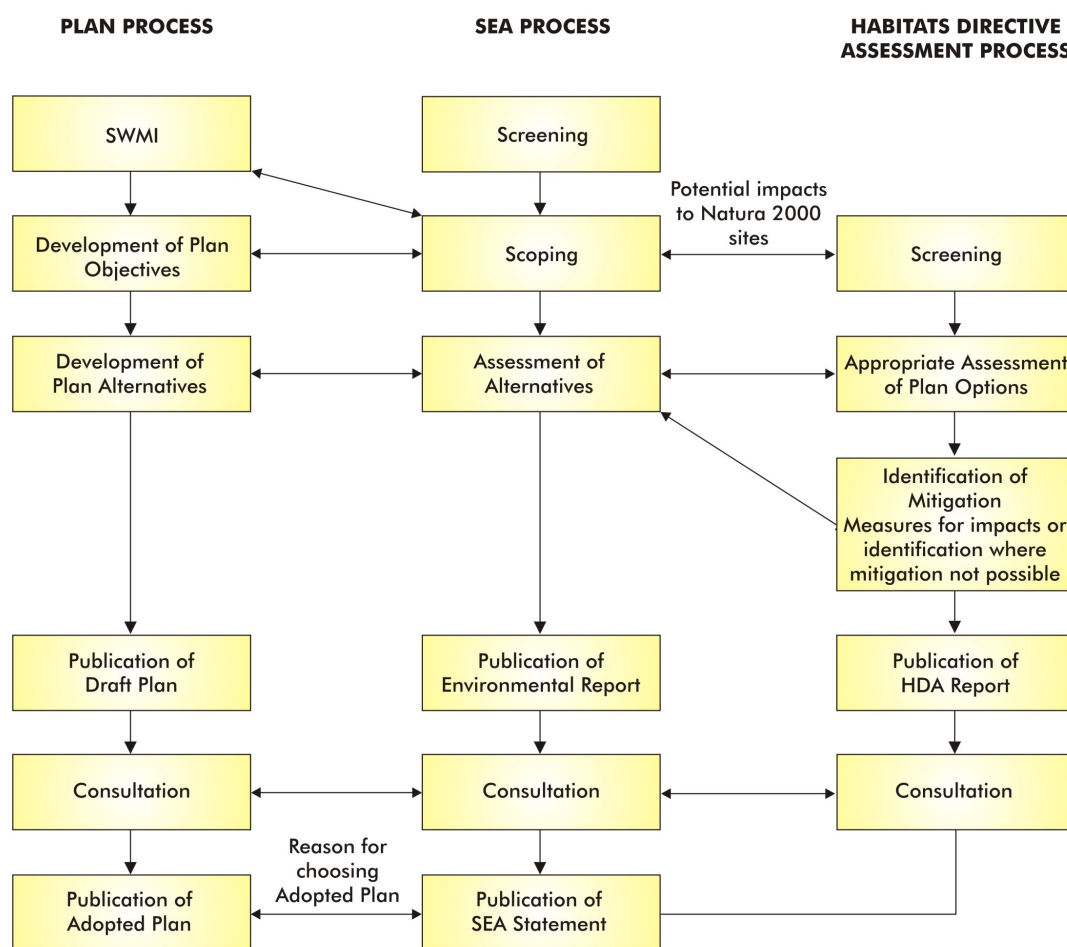 PLAN PROCESS
SEA PROCESS
HABITATS DIRECTIVE
ASSESSMENT PROCESS
SWMI
Screening
Potential impacts
to Natura 2000
sites
Development of Plan
Objectives
Scoping
Screening
Development of
Plan Alternatives
Assessment of
Alternatives
Appropriate Assessment
of Plan Options
Identification of
Mitigation
Measures for impacts or
identification where
mitigation not possible
Publication of
Draft Plan
Publication of
Environmental Report
Publication of
HDA Report
Consultation
Consultation
Consultation
Reason for
choosing
Adopted Plan
Publication of
Adopted Plan
Publication of
SEA Statement